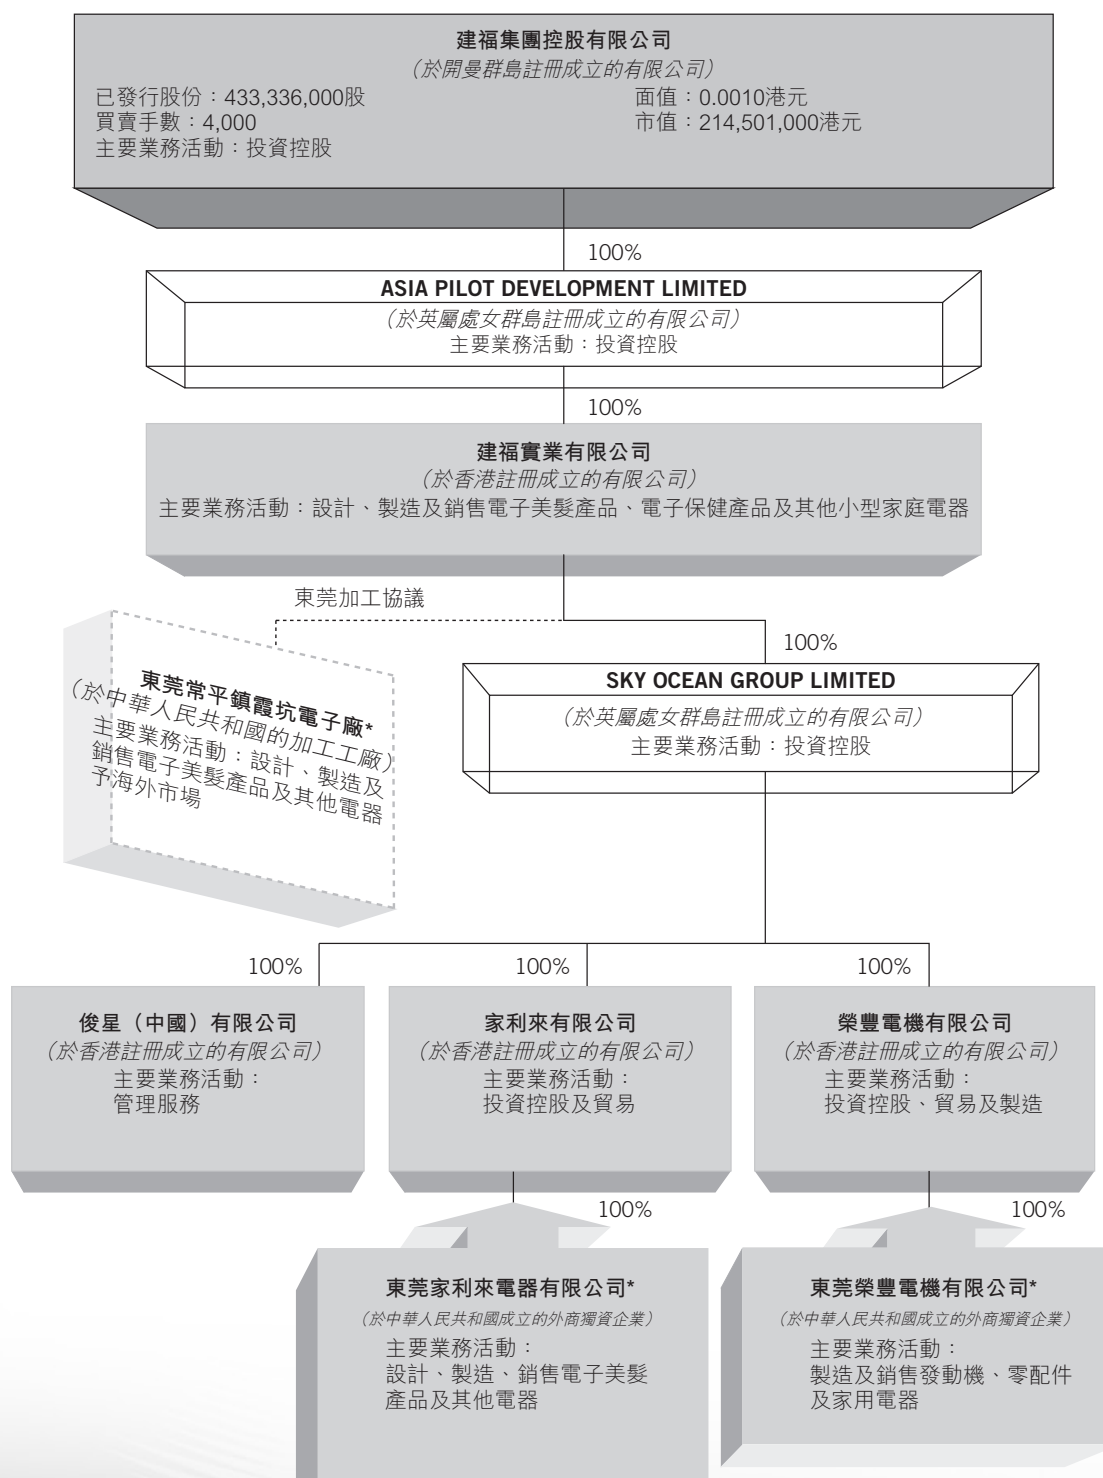 建福集團控股有限公司
（於開曼群島註冊成立的有限公司）
已發行股份：433,336,000股
面值：0.0010港元
買賣手數：4,000
市值：214,501,000港元
主要業務活動：投資控股
100%
ASIA PILOT DEVELOPMENT LIMITED
（於英屬處女群島註冊成立的有限公司）
主要業務活動：投資控股
100%
建福實業有限公司
（於香港註冊成立的有限公司）
主要業務活動：設計、製造及銷售電子美髮產品、電子保健產品及其他小型家庭電器
東莞加工協議
東莞常平鎮霞坑電子廠*
（於中華人民共和國的加工工廠）
主要業務活動：設計、製造及
銷售電子美髮產品及其他電器
予海外市場
100%
SKY OCEAN GROUP LIMITED
（於英屬處女群島註冊成立的有限公司）
主要業務活動：投資控股
100%
100%
100%
俊星（中國）有限公司
（於香港註冊成立的有限公司）
主要業務活動：
管理服務
家利來有限公司
（於香港註冊成立的有限公司）
主要業務活動：
投資控股及貿易
榮豐電機有限公司
（於香港註冊成立的有限公司）
主要業務活動：
投資控股、貿易及製造
100%
100%
東莞家利來電器有限公司*
（於中華人民共和國成立的外商獨資企業）
主要業務活動：
設計、製造、銷售電子美髮
產品及其他電器
東莞榮豐電機有限公司*
（於中華人民共和國成立的外商獨資企業）
主要業務活動：
製造及銷售發動機、零配件
及家用電器